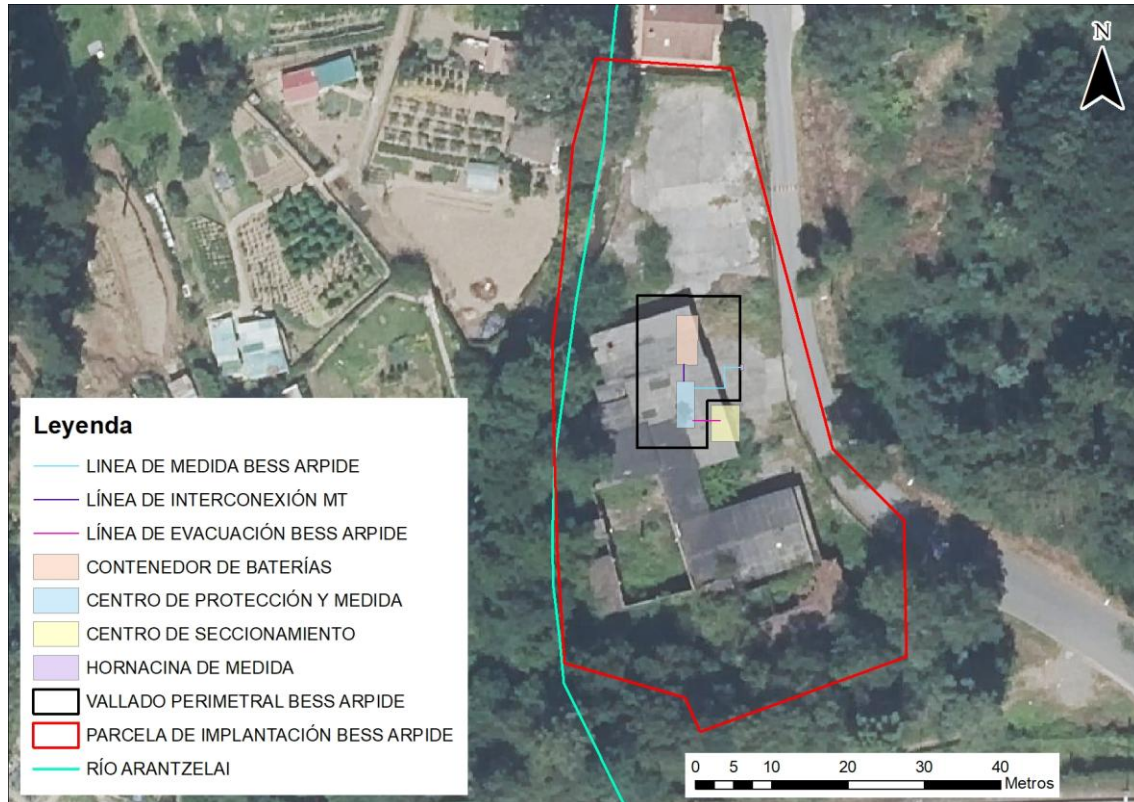 N
Leyenda
LINEA DE MEDIDA BESS ARPIDE
LÍNEA DE INTERCONEXIÓN MT
LÍNEA DE EVACUACIÓN BESS ARPIDE
CONTENEDOR DE BATERÍAS
CENTRO DE PROTECCIÓN Y MEDIDA
CENTRO DE SECCIONAMIENTO
HORNACINA DE MEDIDA
VALLADO PERIMETRAL BESS ARPIDE
PARCELA DE IMPLANTACIÓN BESS ARPIDE
RÍO ARANTZELAI
0 5 10 20 30 40
Metros